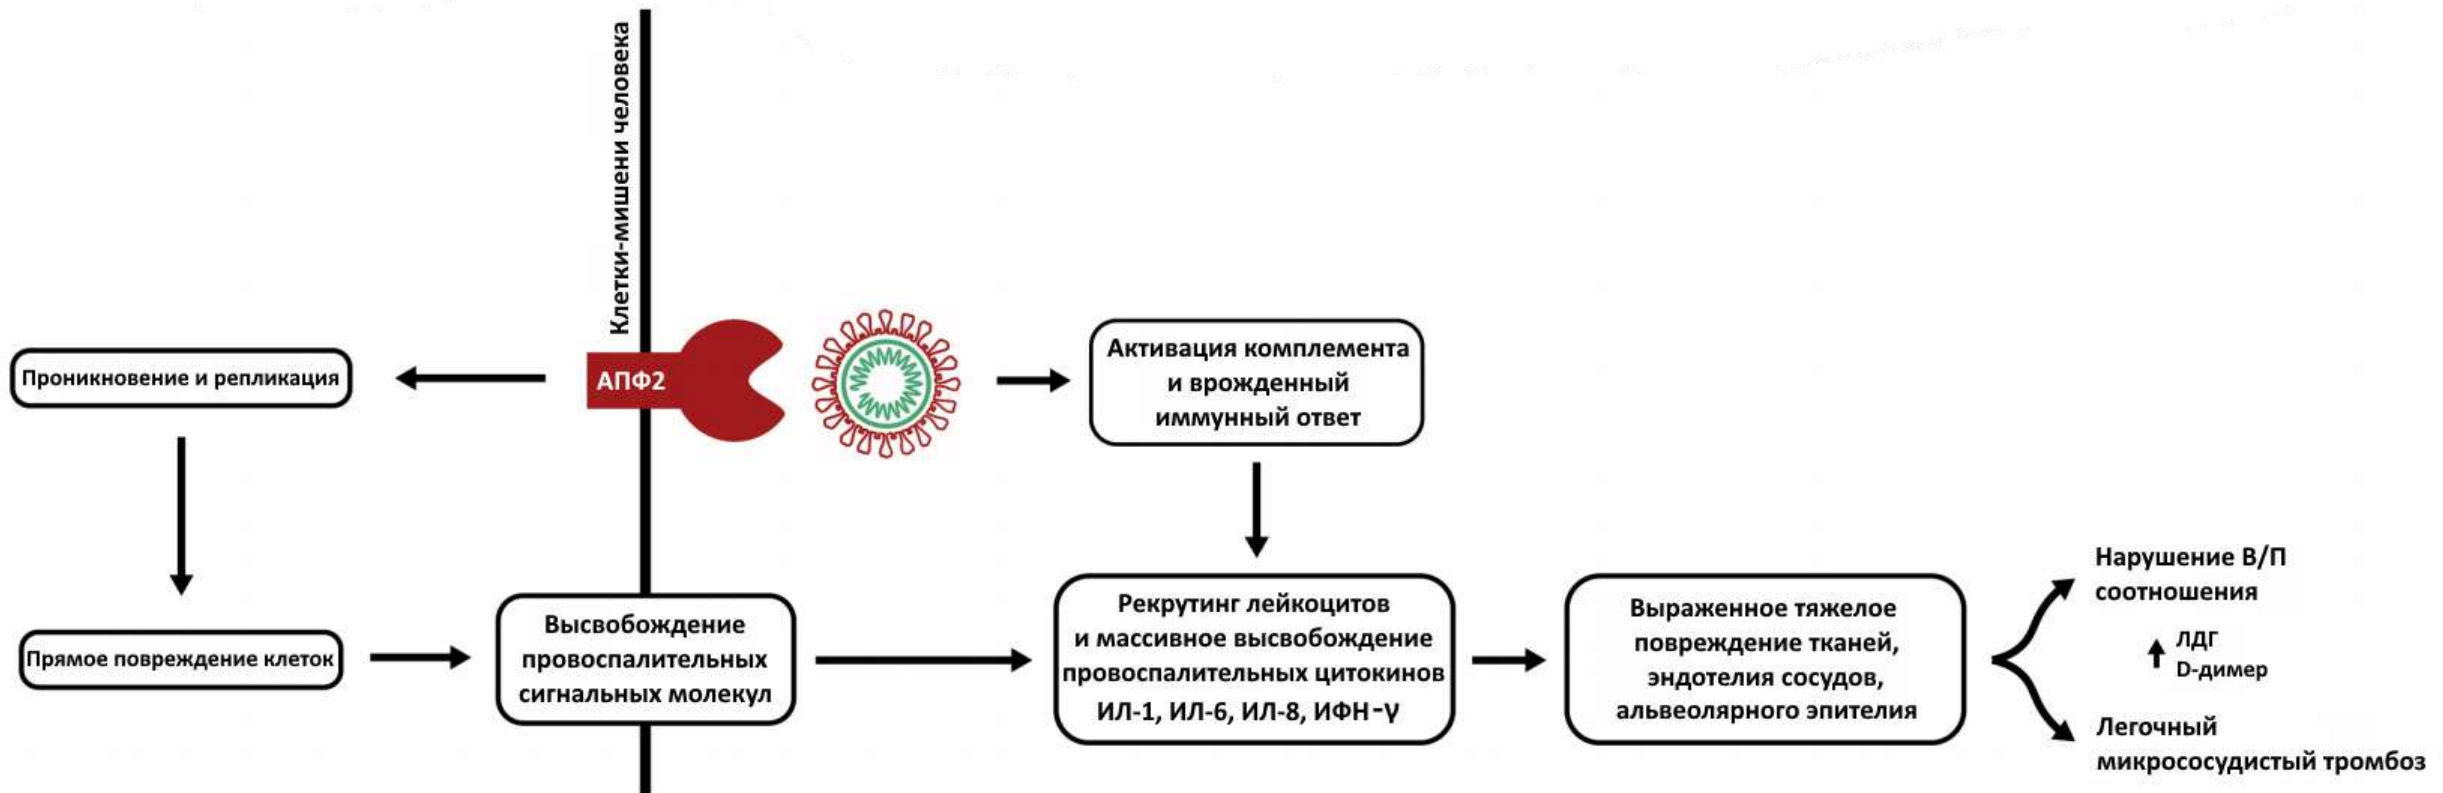 Клетки-мишени человека
Проникновение и репликация
АПФ2
Активация комплемента
и врожденный
иммунный ответ
Прямое повреждение клеток
Высвобождение
провоспалительных
сигнальных молекул
Рекрутинг лейкоцитов
и массивное высвобождение
провоспалительных цитокинов
ИЛ-1, ИЛ-6, ИЛ-8, ИФН-γ
Выраженное тяжелое
повреждение тканей,
эндотелия сосудов,
альвеолярного эпителия
Нарушение В/П
соотношения
ЛДГ
D-димер
Легочный
микрососудистый тромбоз